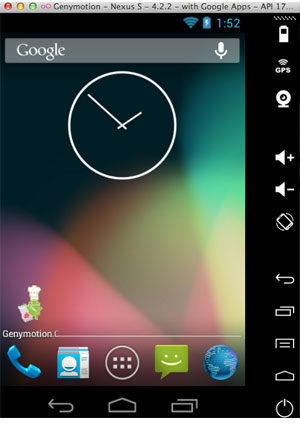 Genymotion – Nexus S - 4.2.2 - with Google Apps - API 17...
1:52
Google
GPS
Genymotion C